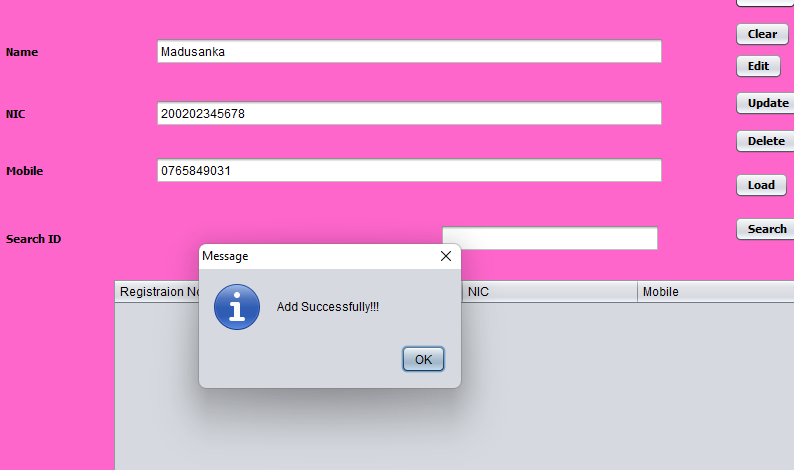 Clear
Name Madusanka
Edit
Update
NIC 200202345678
Delete
Mobile 0765849031
Load
Search
Search ID
Message
Registraion No NIC Mobile
Add Successfully!!!
OK